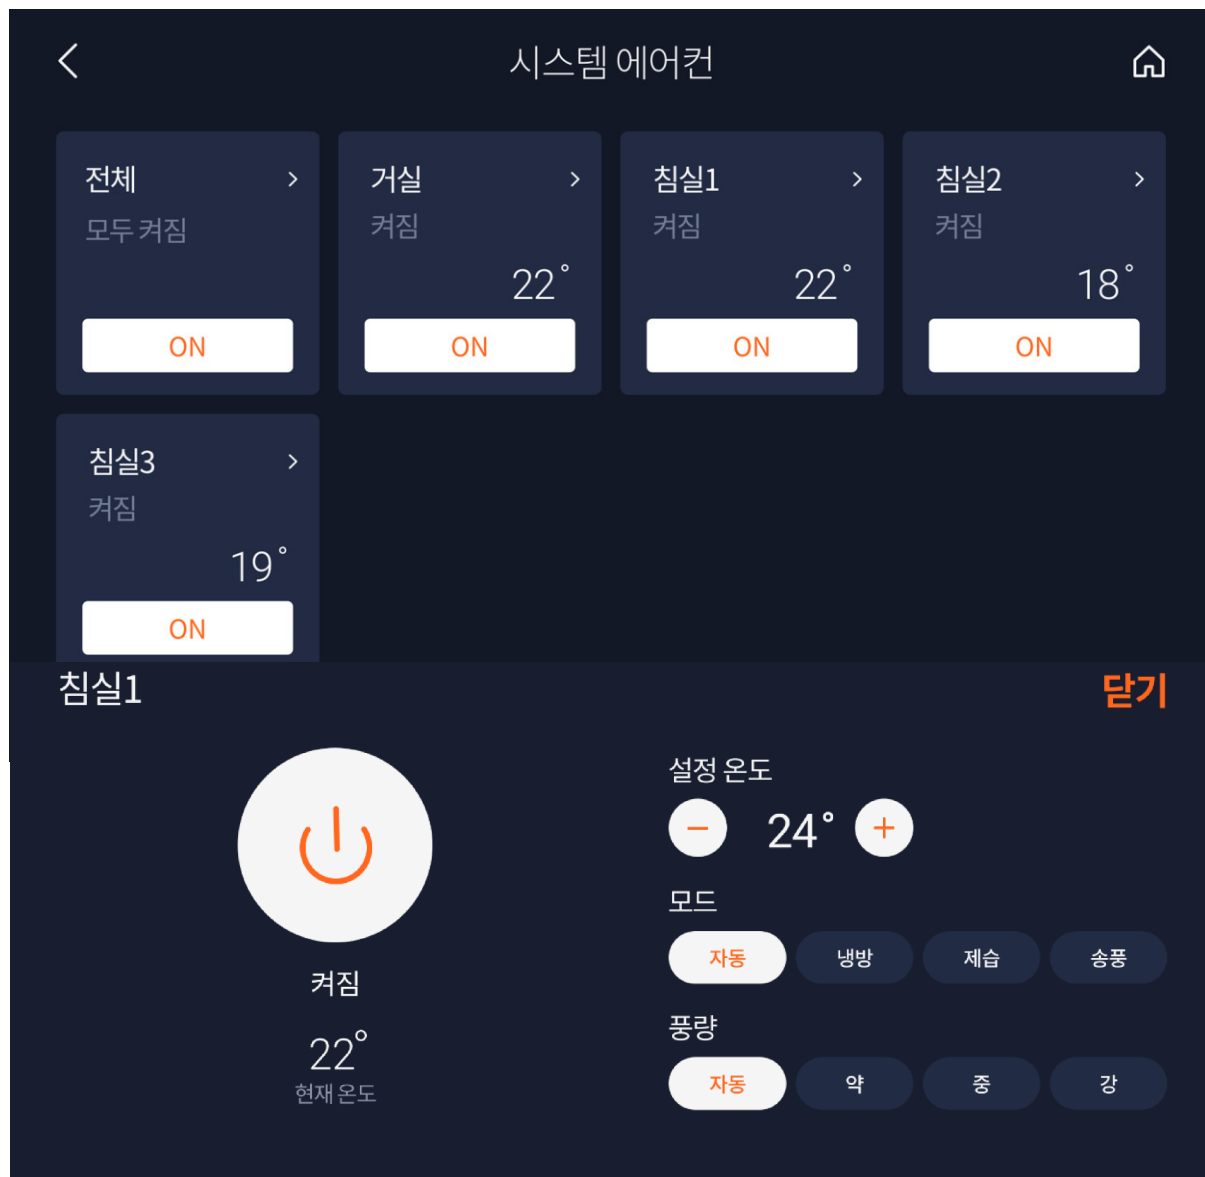 시스템 에어컨
전체
모두 켜짐
ON
거실
켜짐
22°
ON
침실1
켜짐
22°
ON
침실2
켜짐
18°
ON
침실3
켜짐
19°
ON
침실1
닫기
켜짐
22°
현재 온도
설정 온도
24°
모드
자동 냉방 제습 송풍
풍량
자동 약 중 강